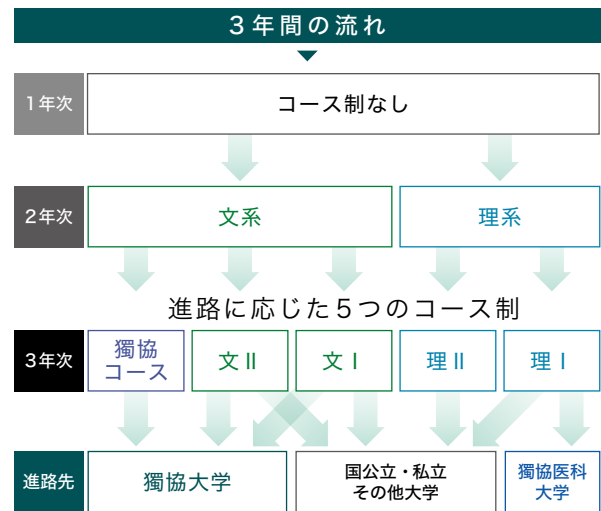 3年間の流れ
1年次
コース制なし
2年次
文系
理系
進路に応じた5つのコース制
3年次
獨協
コース
文Ⅱ
文Ⅰ
理Ⅱ
理Ⅰ
進路先
獨協大学
国公立・私立
その他大学
獨協医科
大学